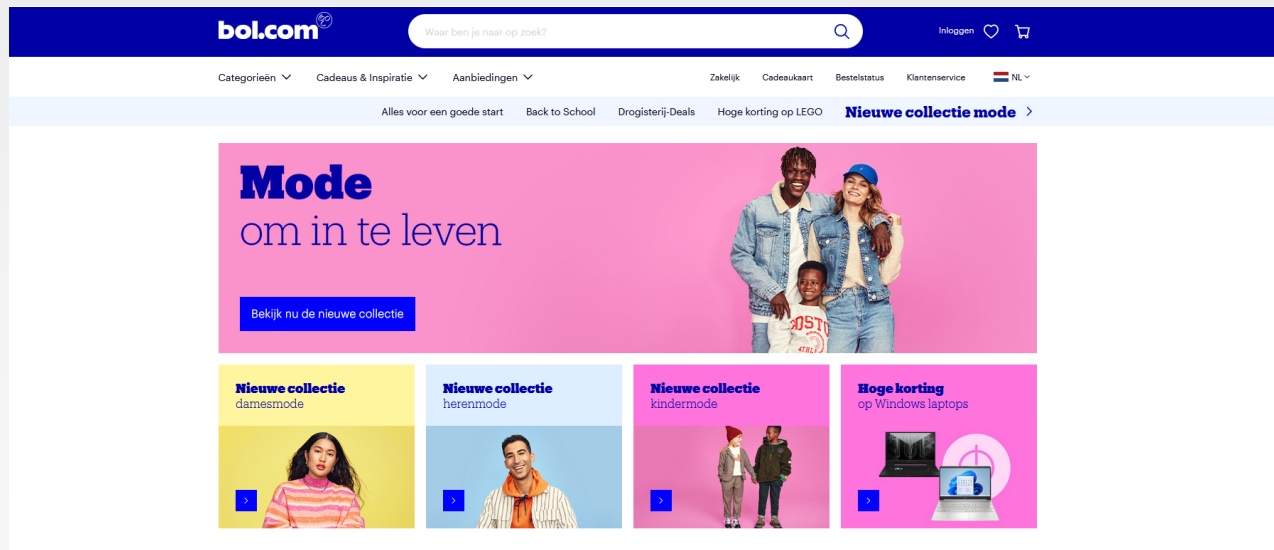 bol.com
Waar ben je naar op zoek?
Inloggen
Categorieën
Cadeaus & Inspiratie
Aanbiedingen
Zakelijk
Cadeaukaart
Bestelstatus
Klantenservice
NL
Alles voor een goede start
Back to School
Drogisterij-Deals
Hoge korting op LEGO
Nieuwe collectie mode
Mode
om in te leven
Bekijk nu de nieuwe collectie
Nieuwe collectie
damesmode
Nieuwe collectie
herenmode
Nieuwe collectie
kindermode
Hoge korting
op Windows laptops